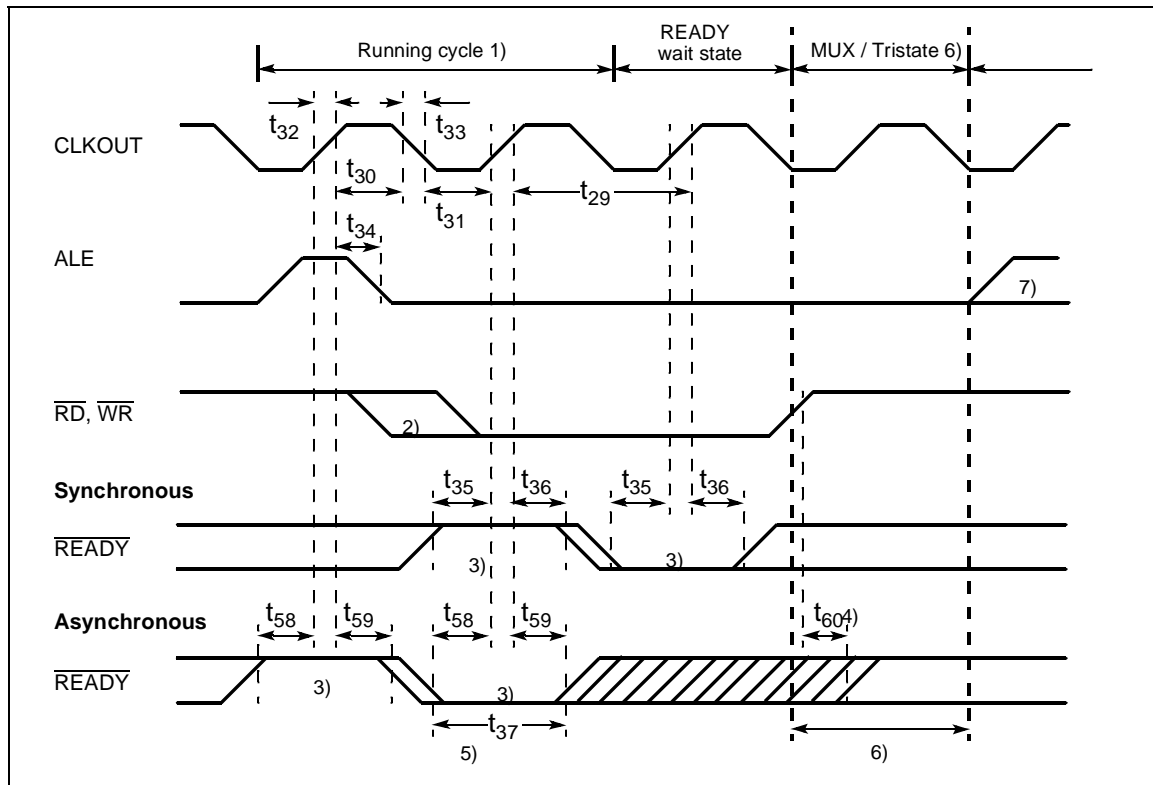 Running cycle 1)
READY
wait state
MUX / Tristate 6)
t32
t33
CLKOUT
t30
t31
t29
t34
ALE
7)
RD, WR
2)
Synchronous
t35
t36
t35
t36
READY
3)
3)
Asynchronous
t58
t59
t58
t59
t604)
READY
3)
3)
t37
5)
6)